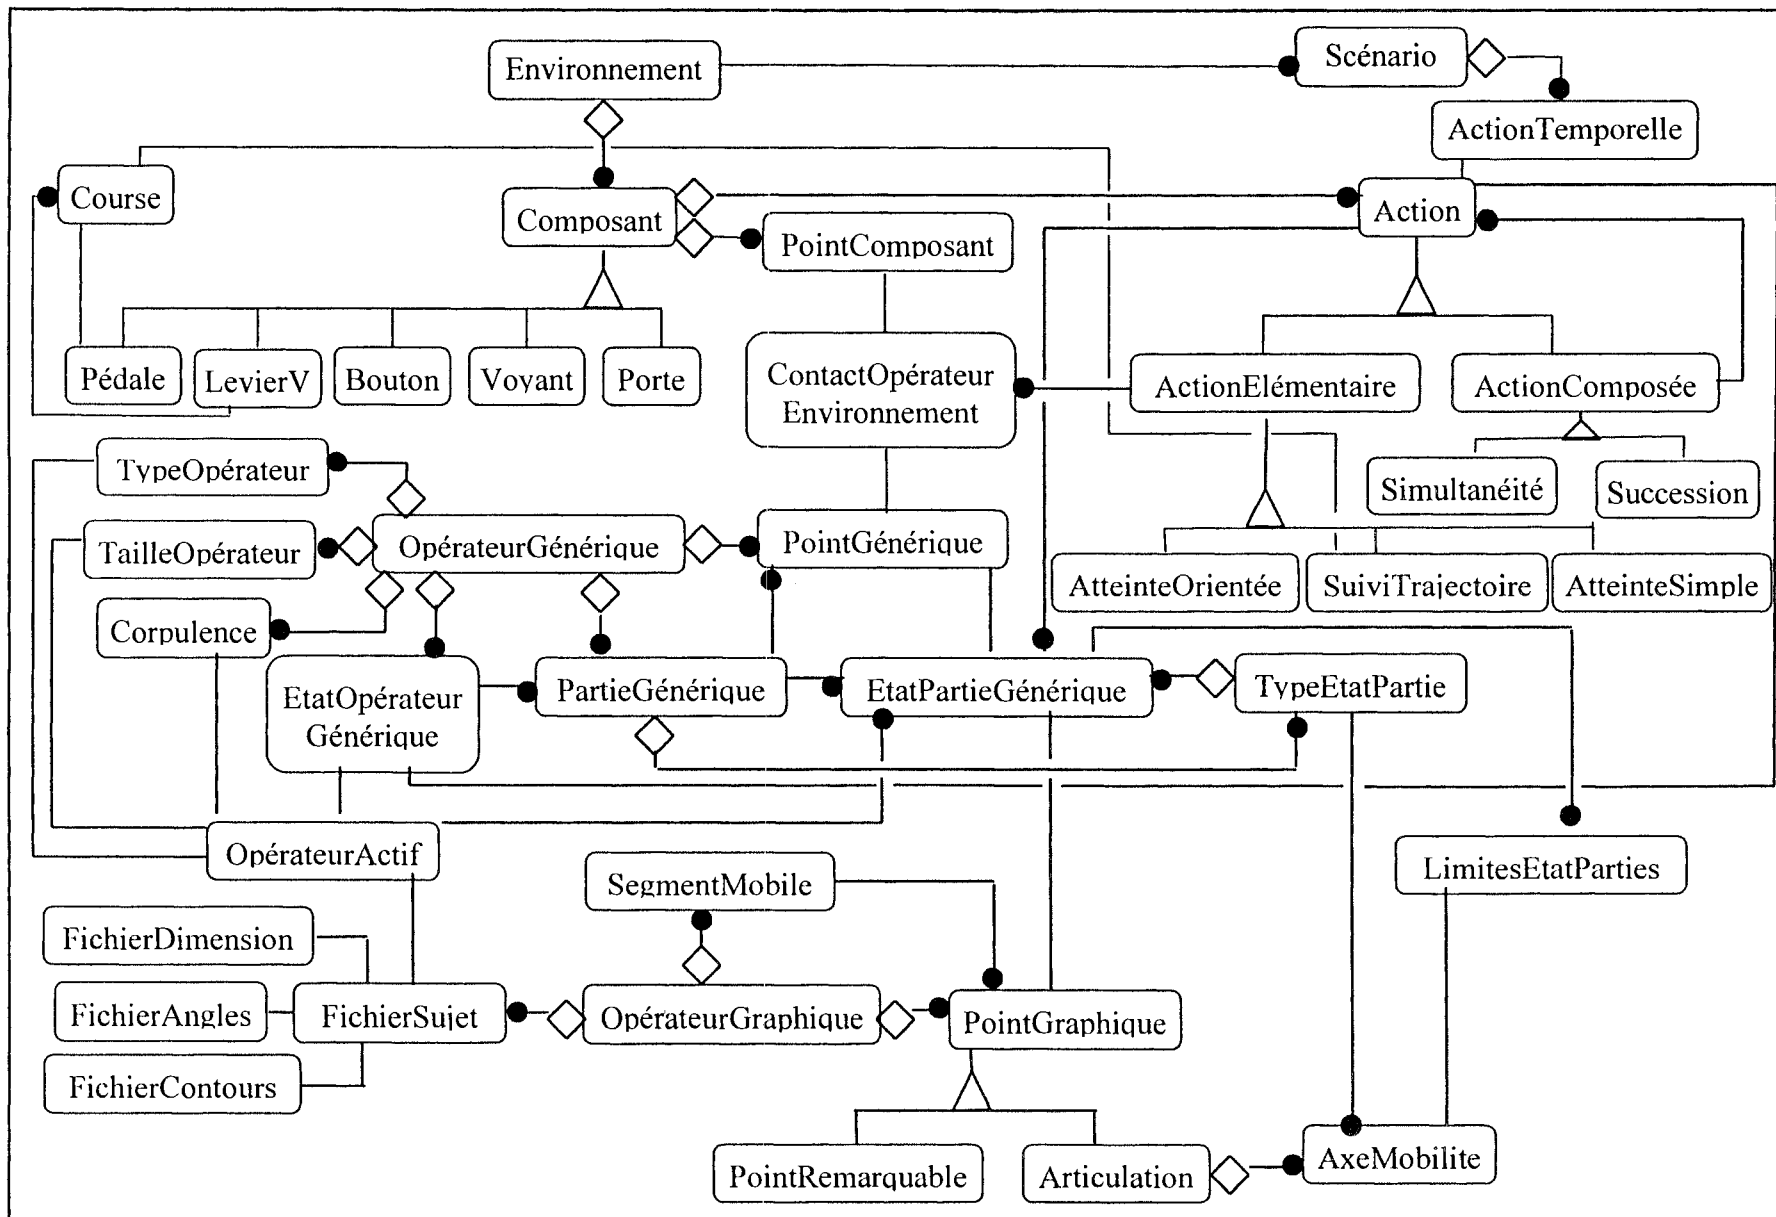 Environnement
Scénario
ActionTemporelle
Course
Composant
Action
PointComposant
Pédale
LevierV
Bouton
Voyant
Porte
ContactOpérateur
Environnement
ActionElémentaire
ActionComposée
TypeOpérateur
Simultanéité
Succession
TailleOpérateur
OpérateurGénérique
PointGénérique
AtteinteOrientée
SuiviTrajectoire
AtteinteSimple
Corpulence
EtatOpérateur
Générique
PartieGénérique
EtatPartieGénérique
TypeEtatPartie
OpérateurActif
SegmentMobile
LimitesEtatParties
FichierDimension
FichierAngles
FichierSujet
OpérateurGraphique
PointGraphique
FichierContours
PointRemarquable
Articulation
AxeMobilite